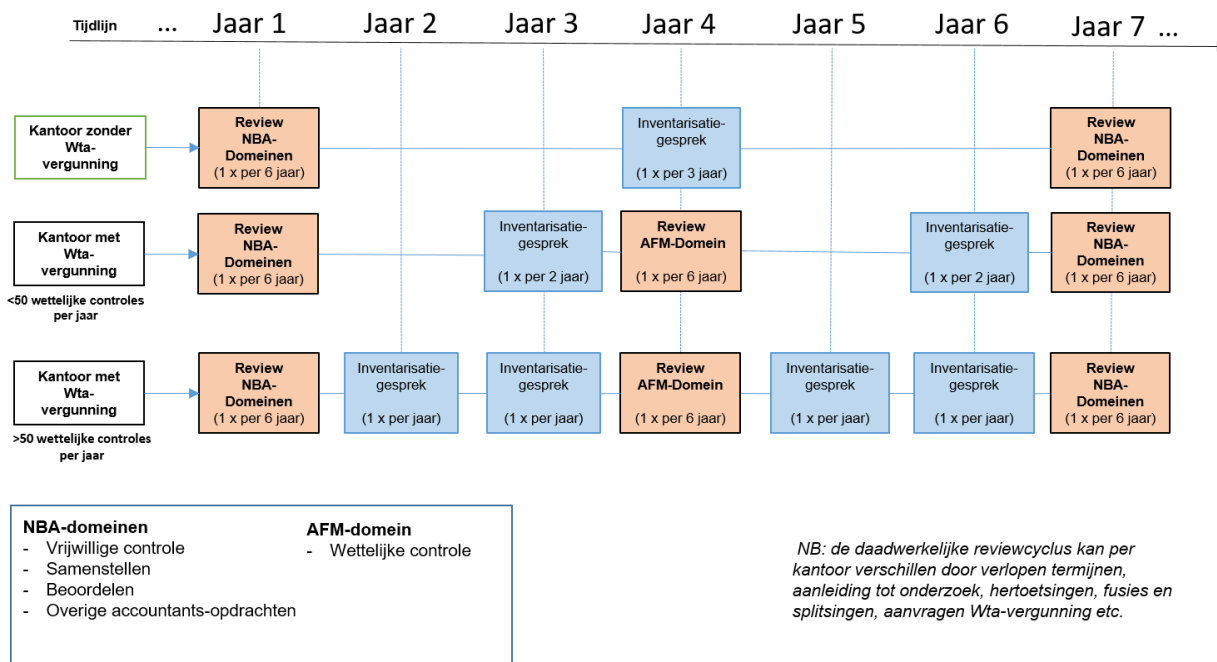 Tijdlijn ... Jaar 1 Jaar 2 Jaar 3 Jaar 4 Jaar 5 Jaar 6 Jaar 7 ...
Kantoor zonder
Wta-
vergunning
Review
NBA-
Domeinen
(1 x per 6 jaar)
Inventarisatie-
gesprek
(1 x per 3 jaar)
Review
NBA-
Domeinen
(1 x per 6 jaar)
Kantoor met
Wta-
vergunning
<50 wettelijke controles
per jaar
Review
NBA-
Domeinen
(1 x per 6 jaar)
Inventarisatie-
gesprek
(1 x per 2 jaar)
Review
AFM-Domein
(1 x per 6 jaar)
Inventarisatie-
gesprek
(1 x per 2 jaar)
Review
NBA-
Domeinen
(1 x per 6 jaar)
Kantoor met
Wta-
vergunning
>50 wettelijke controles
per jaar
Review
NBA-
Domeinen
(1 x per 6 jaar)
Inventarisatie-
gesprek
(1 x per jaar)
Inventarisatie-
gesprek
(1 x per jaar)
Review
AFM-Domein
(1 x per 6 jaar)
Inventarisatie-
gesprek
(1 x per jaar)
Inventarisatie-
gesprek
(1 x per jaar)
Review
NBA-
Domeinen
(1 x per 6 jaar)
NBA-domeinen
- Vrijwillige controle
- Samenstellen
- Beoordelen
- Overige accountants-opdrachten
AFM-domein
- Wettelijke controle
NB: de daadwerkelijke reviewcyclus kan per
kantoor verschillen door verlopen termijnen,
aanleiding tot onderzoek, hertoetsingen, fusies en
splitsingen, aanvragen Wta-vergunning etc.